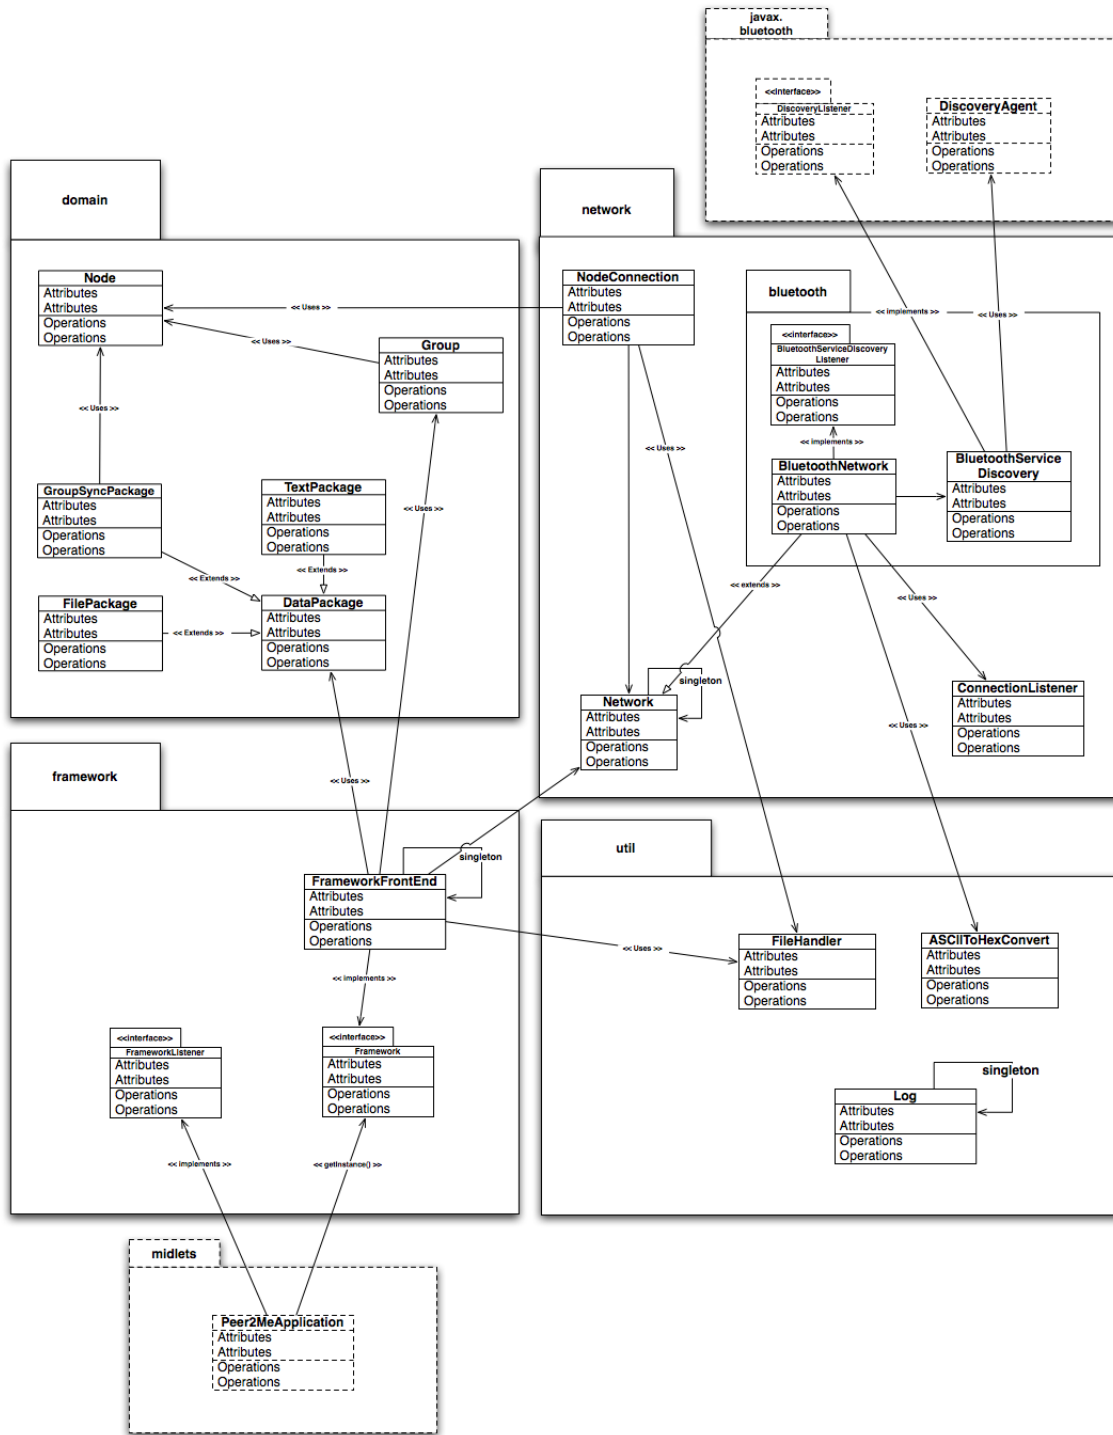 javax.
bluetooth
<<interface>>
DiscoveryListener
Attributes
Attributes
Operations
Operations
DiscoveryAgent
Attributes
Attributes
Operations
Operations
domain
Node
Attributes
Attributes
Operations
Operations
<< Uses >>
<< Uses >>
Group
Attributes
Attributes
Operations
Operations
<< Uses >>
GroupSyncPackage
Attributes
Attributes
Operations
Operations
TextPackage
Attributes
Attributes
Operations
Operations
<< Uses >>
<< Extends >>
<< Extends >>
FilePackage
Attributes
Attributes
Operations
Operations
<< Extends >>
DataPackage
Attributes
Attributes
Operations
Operations
network
NodeConnection
Attributes
Attributes
Operations
Operations
bluetooth
<< implements >>
<< Uses >>
<<interface>>
BluetoothServiceDiscovery
Listener
Attributes
Attributes
Operations
Operations
<< Uses >>
<< implements >>
BluetoothNetwork
Attributes
Attributes
Operations
Operations
BluetoothService
Discovery
Attributes
Attributes
Operations
Operations
<< extends >>
<< Uses >>
singleton
Network
Attributes
Attributes
Operations
Operations
ConnectionListener
Attributes
Attributes
Operations
Operations
<< Uses >>
framework
<< Uses >>
singleton
FrameworkFrontEnd
Attributes
Attributes
Operations
Operations
<< Uses >>
<< implements >>
<<interface>>
FrameworkListener
Attributes
Attributes
Operations
Operations
<<interface>>
Framework
Attributes
Attributes
Operations
Operations
<< implements >>
<< getInstance() >>
util
FileHandler
Attributes
Attributes
Operations
Operations
ASCIIToHexConvert
Attributes
Attributes
Operations
Operations
singleton
Log
Attributes
Attributes
Operations
Operations
midlets
Peer2MeApplication
Attributes
Attributes
Operations
Operations